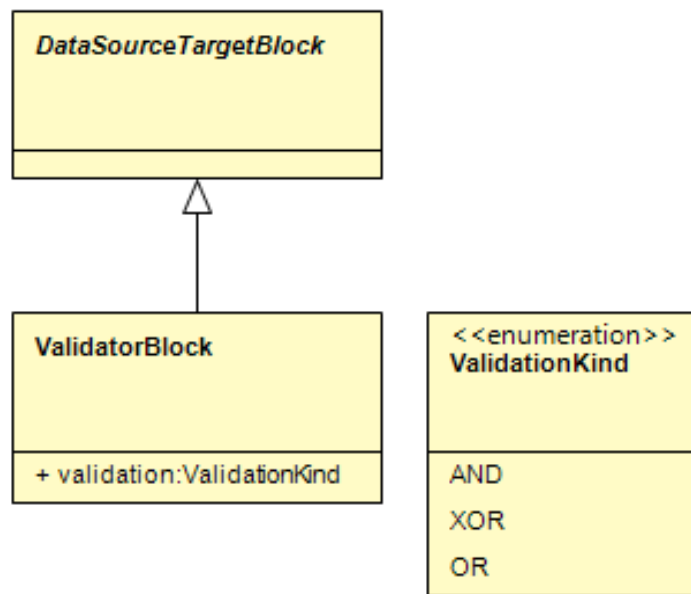 DataSourceTargetBlock
ValidatorBlock
+ validation:ValidationKind
<<enumeration>>
ValidationKind
AND
XOR
OR